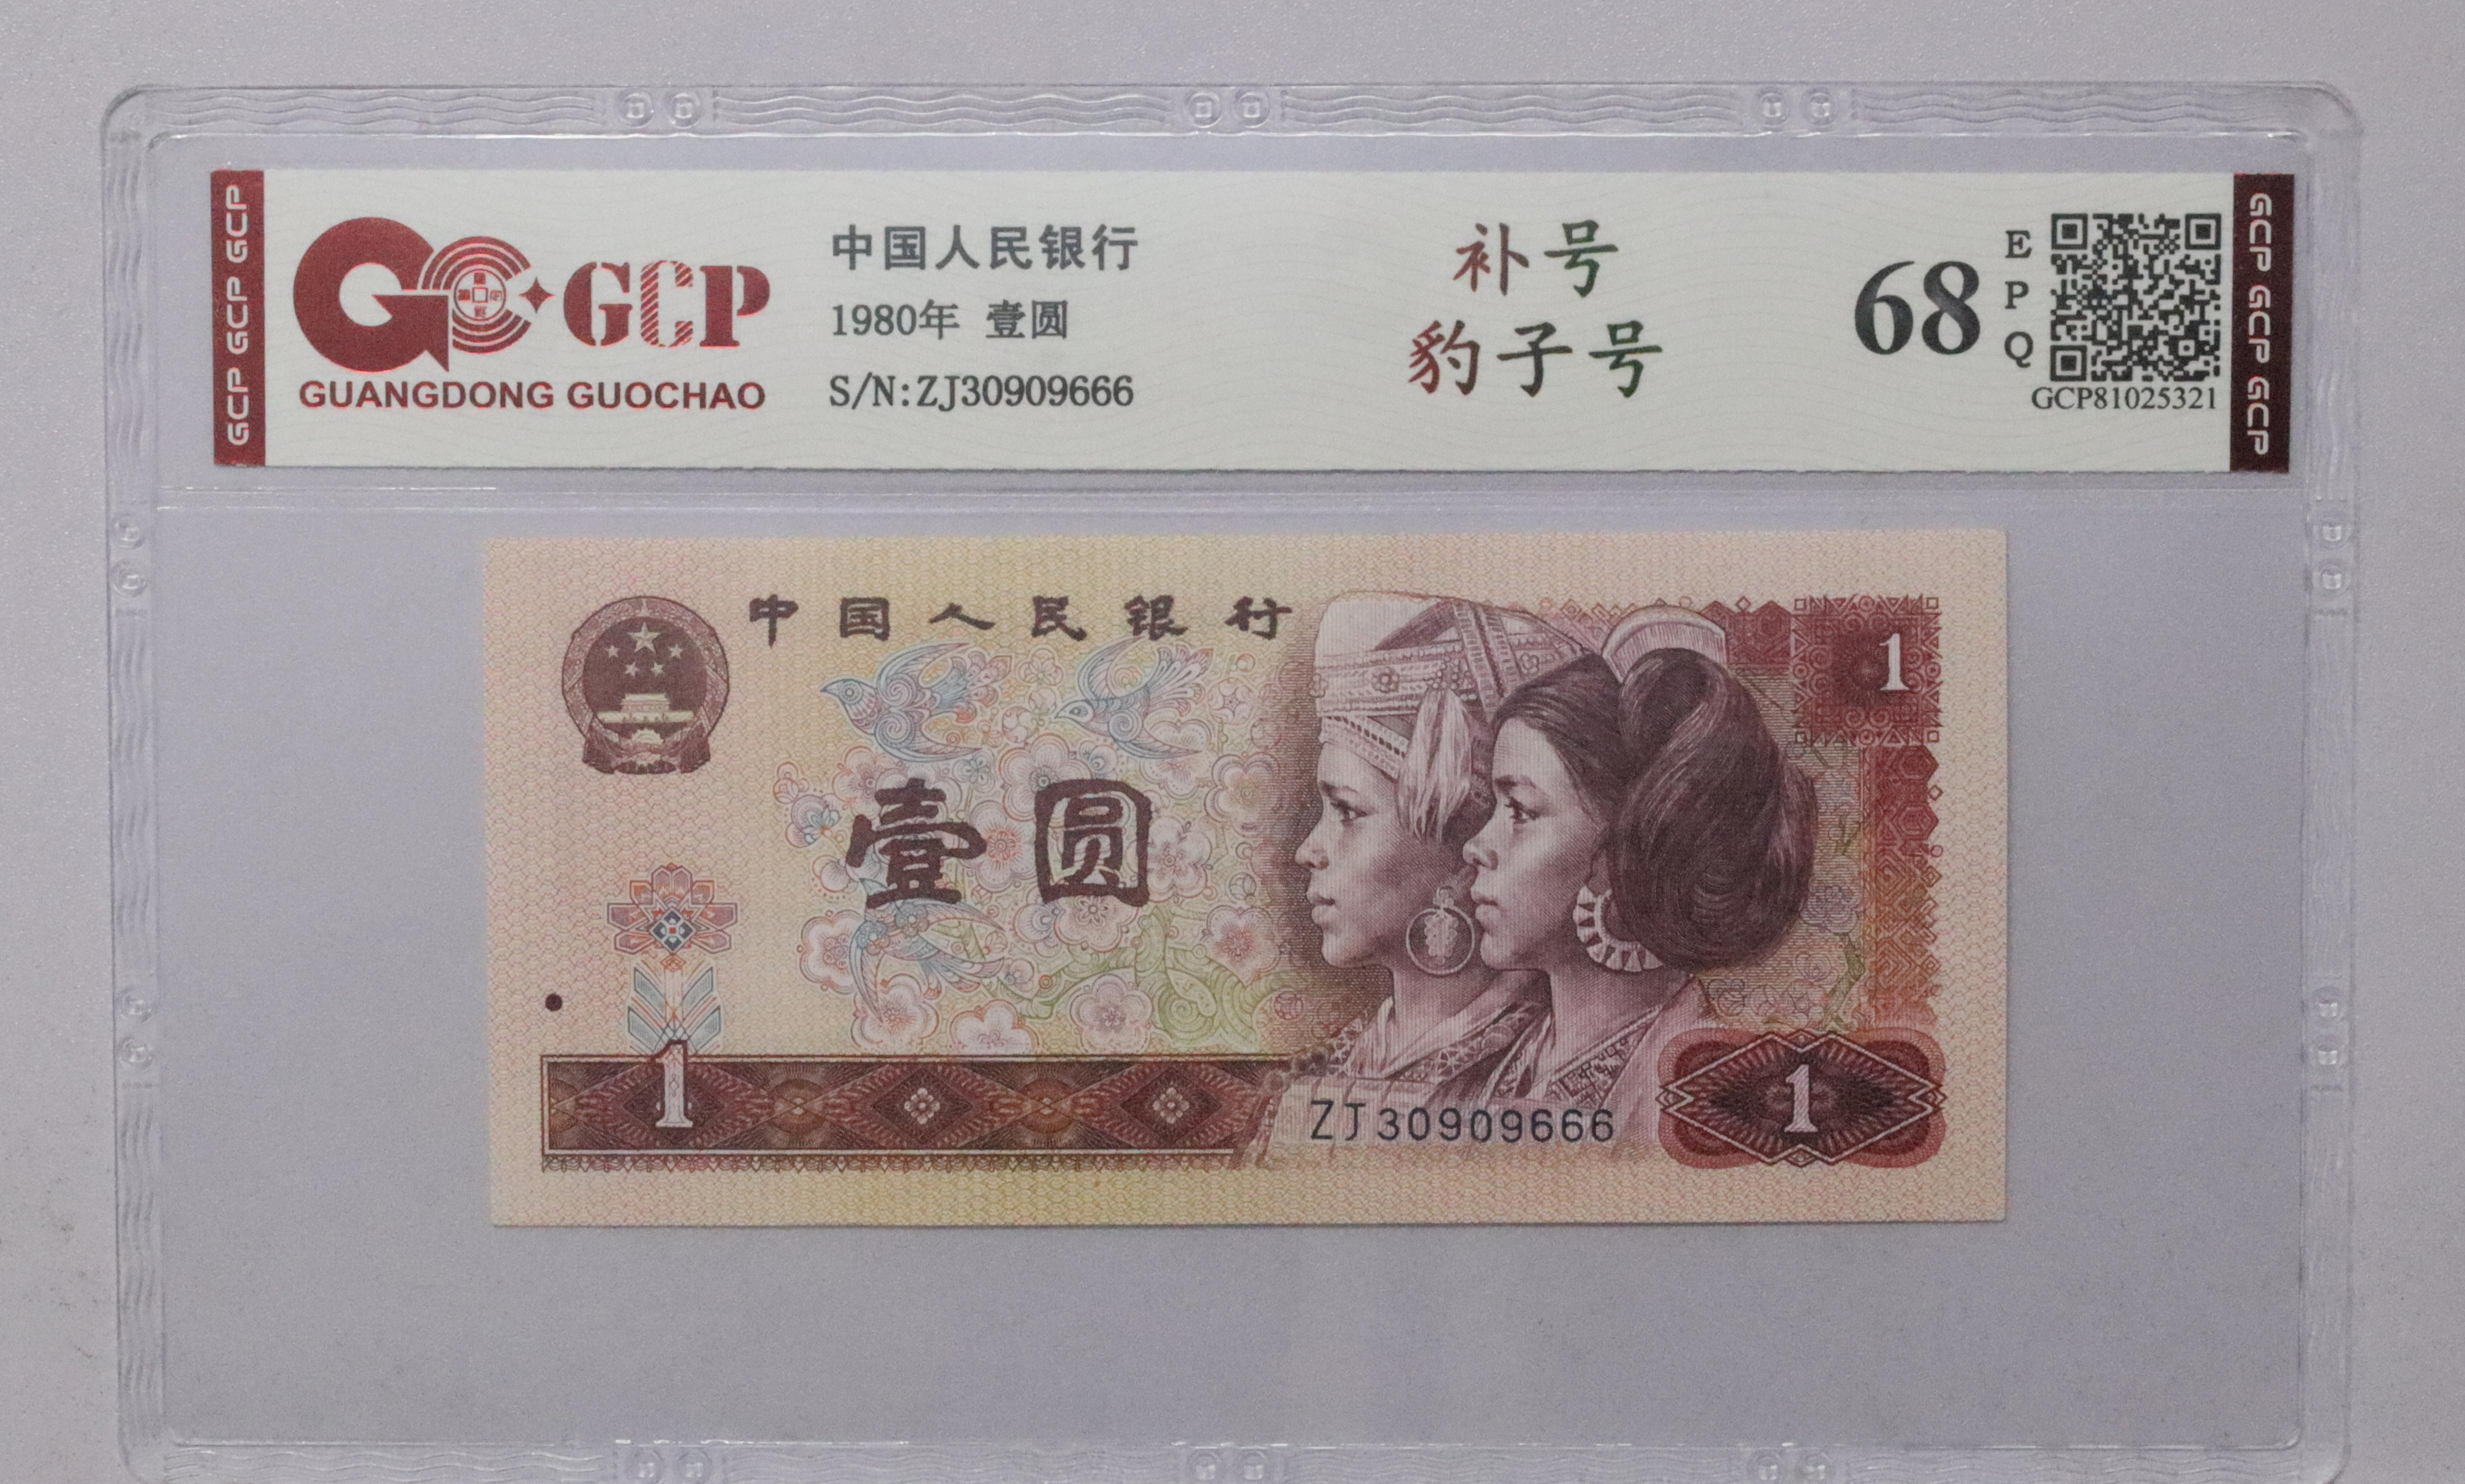 GCP GCP GCP
GCP
GUANGDONG GUOCHAO
中国人民银行
1980年 壹圆
S/N:ZJ30909666
补号
豹子号
68
EPQ
GCP81025321
GCP GCP GCP
中国人民银行
1
壹圆
1
ZJ30909666
1